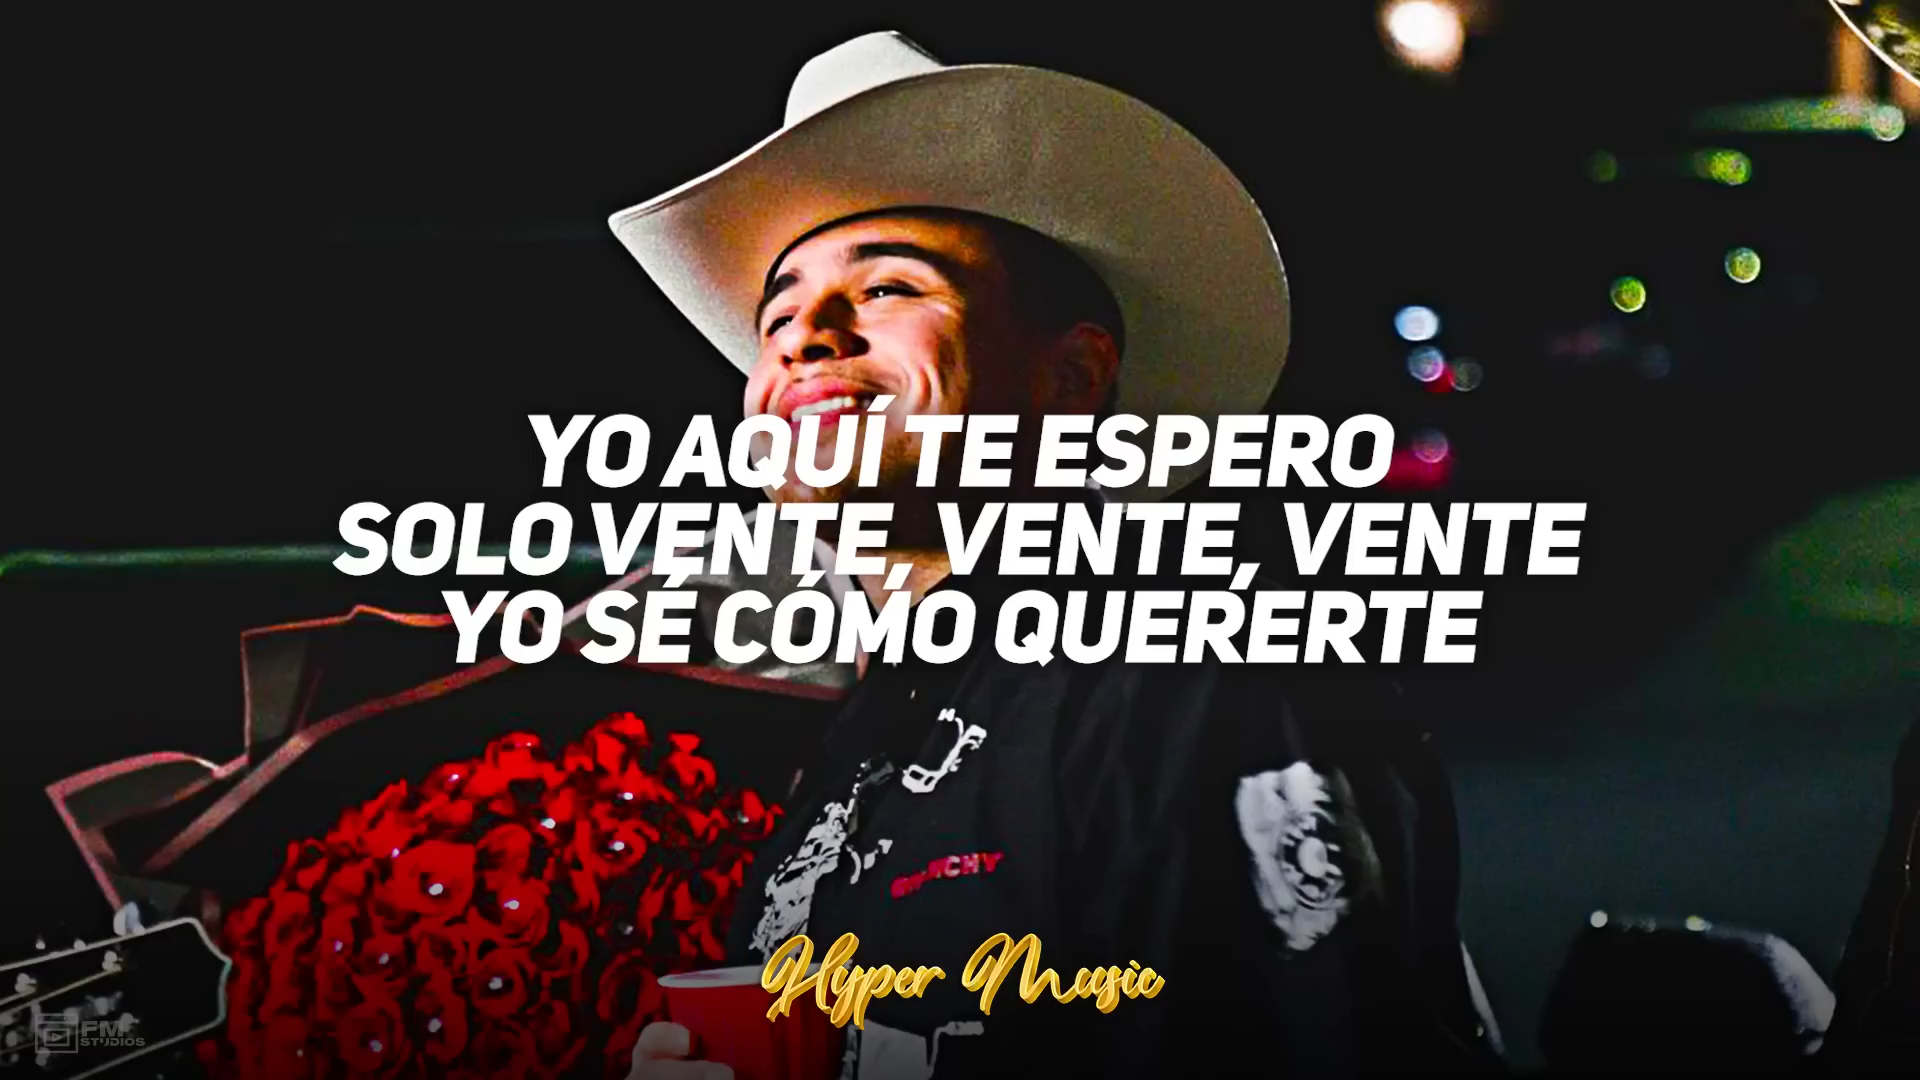 YO AQUÍ TE ESPERO
SOLO VENTE, VENTE, VENTE
YO SÉ CÓMO QUERERTE
Hyper Music
FM
STUDIOS